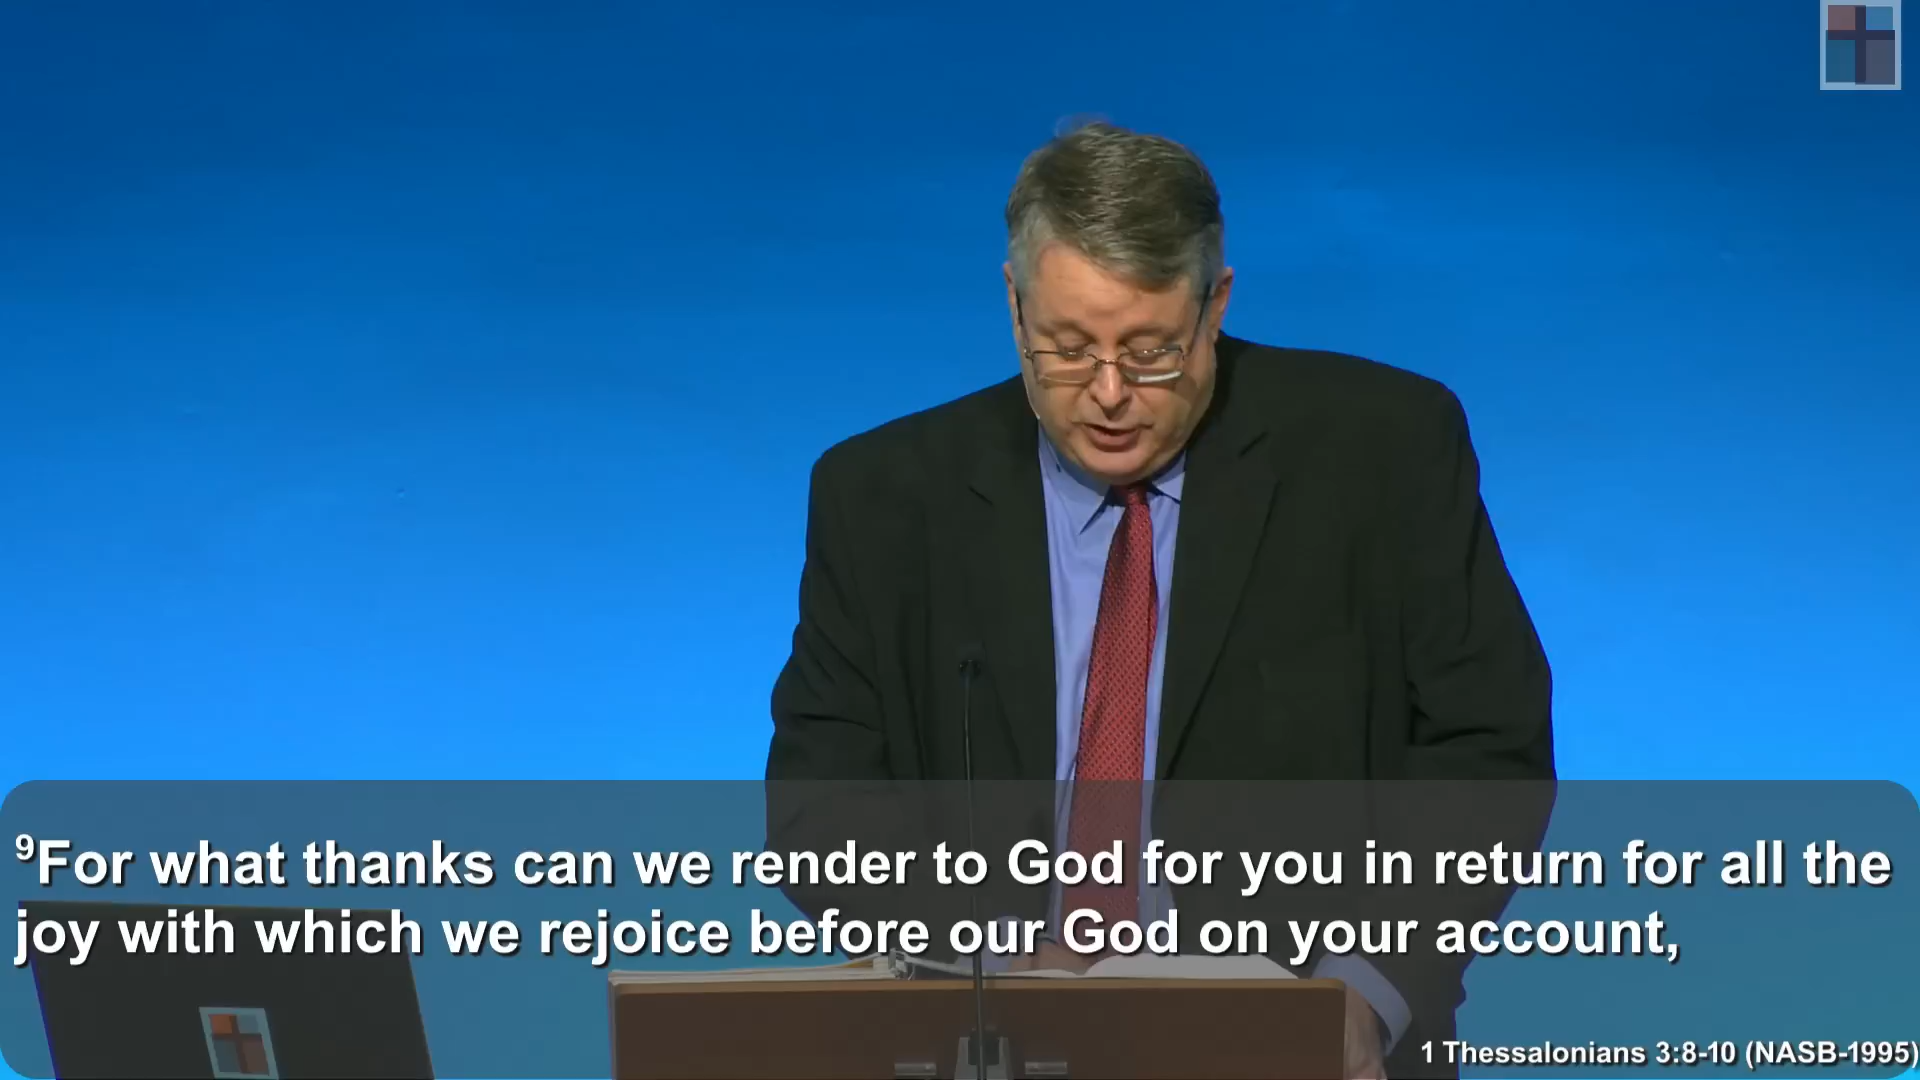 ⁹For what thanks can we render to God for you in return for all the
joy with which we rejoice before our God on your account,
1 Thessalonians 3:8-10 (NASB-1995)